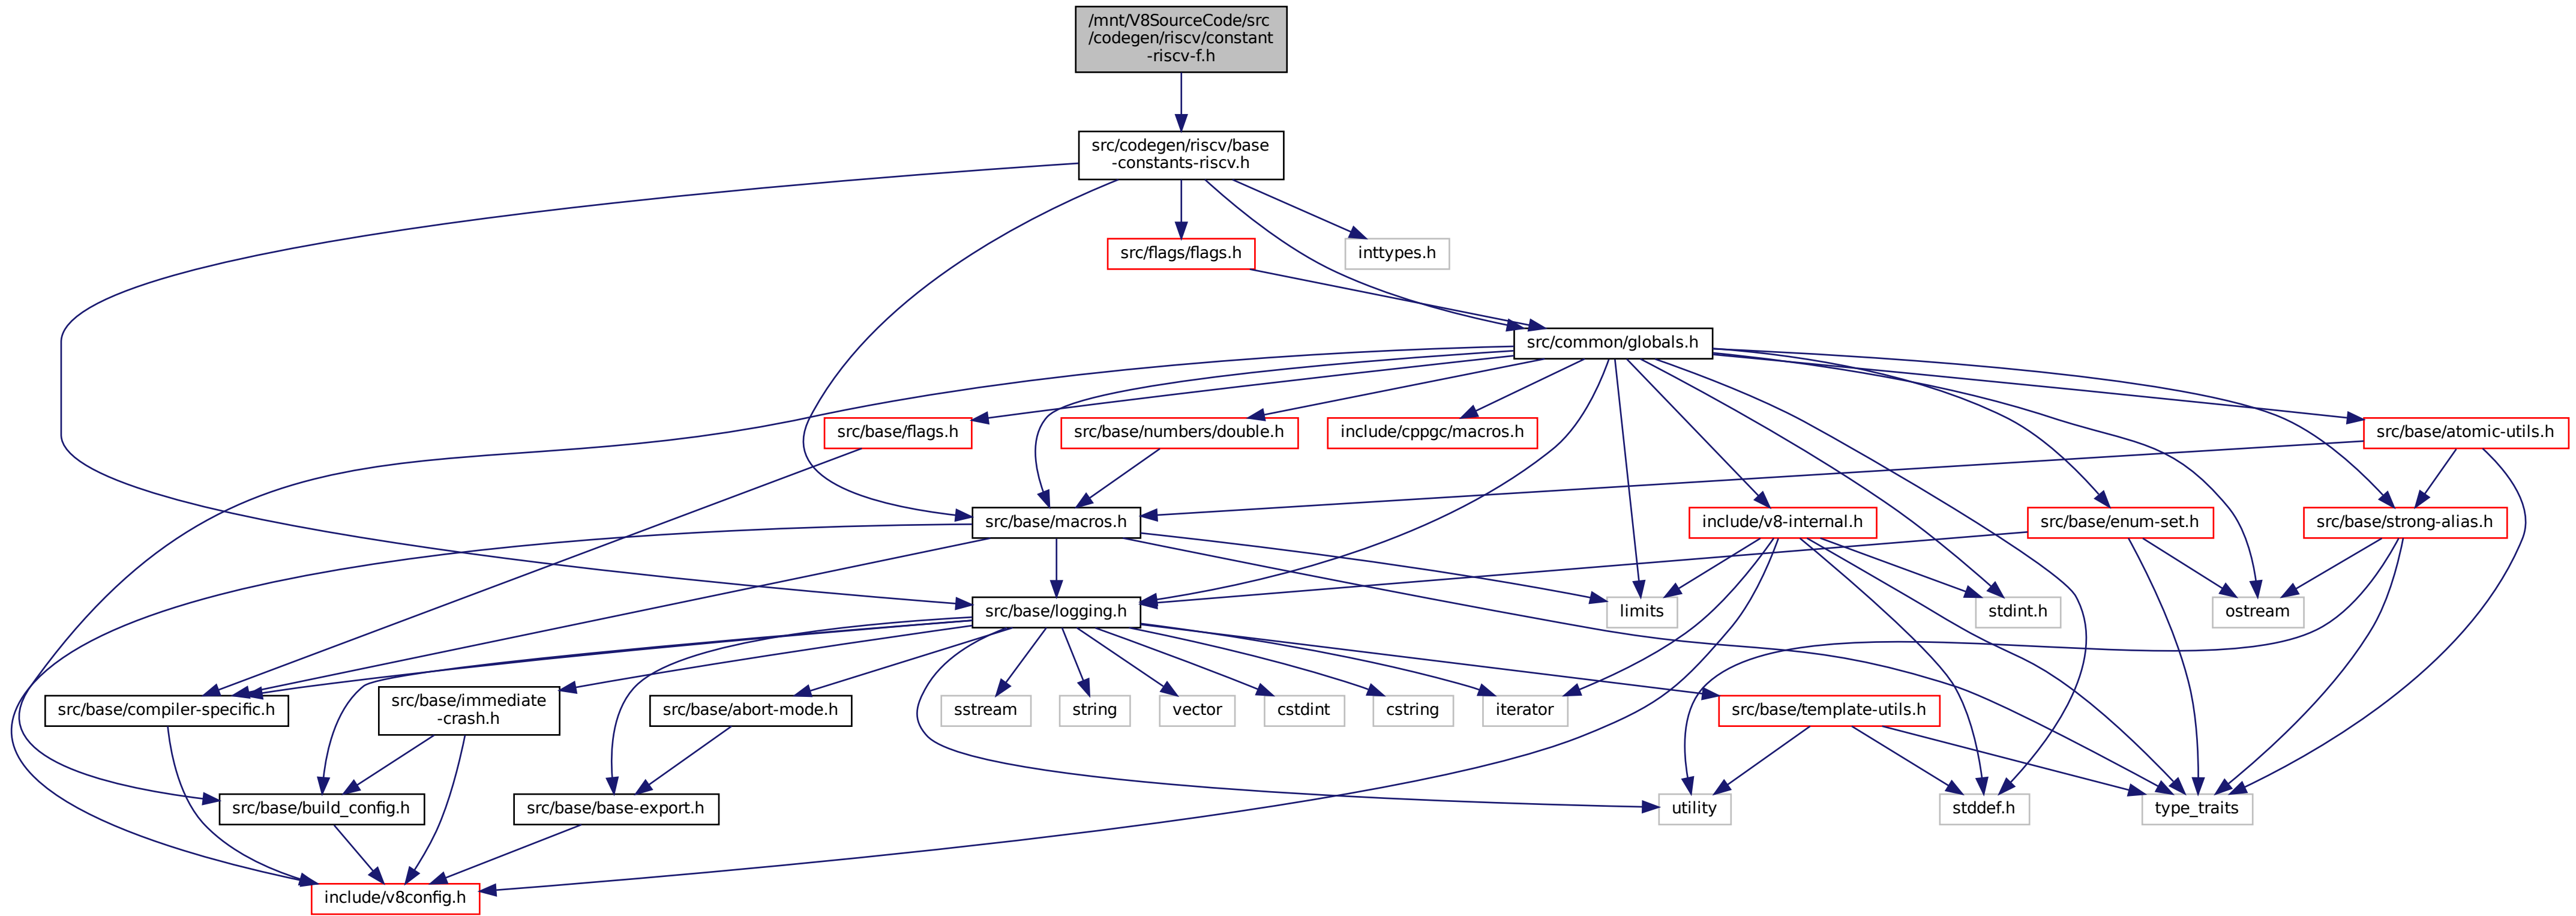 /mnt/V8SourceCode/src
/codegen/riscv/constant
-riscv-f.h
src/codegen/riscv/base
-constants-riscv.h
src/flags/flags.h
inttypes.h
src/common/globals.h
src/base/flags.h
src/base/numbers/double.h
include/cppgc/macros.h
src/base/atomic-utils.h
src/base/macros.h
include/v8-internal.h
src/base/enum-set.h
src/base/strong-alias.h
src/base/logging.h
limits
stdint.h
ostream
src/base/compiler-specific.h
src/base/immediate
-crash.h
src/base/abort-mode.h
sstream
string
vector
cstdint
cstring
iterator
src/base/template-utils.h
src/base/build_config.h
src/base/base-export.h
utility
stddef.h
type_traits
include/v8config.h